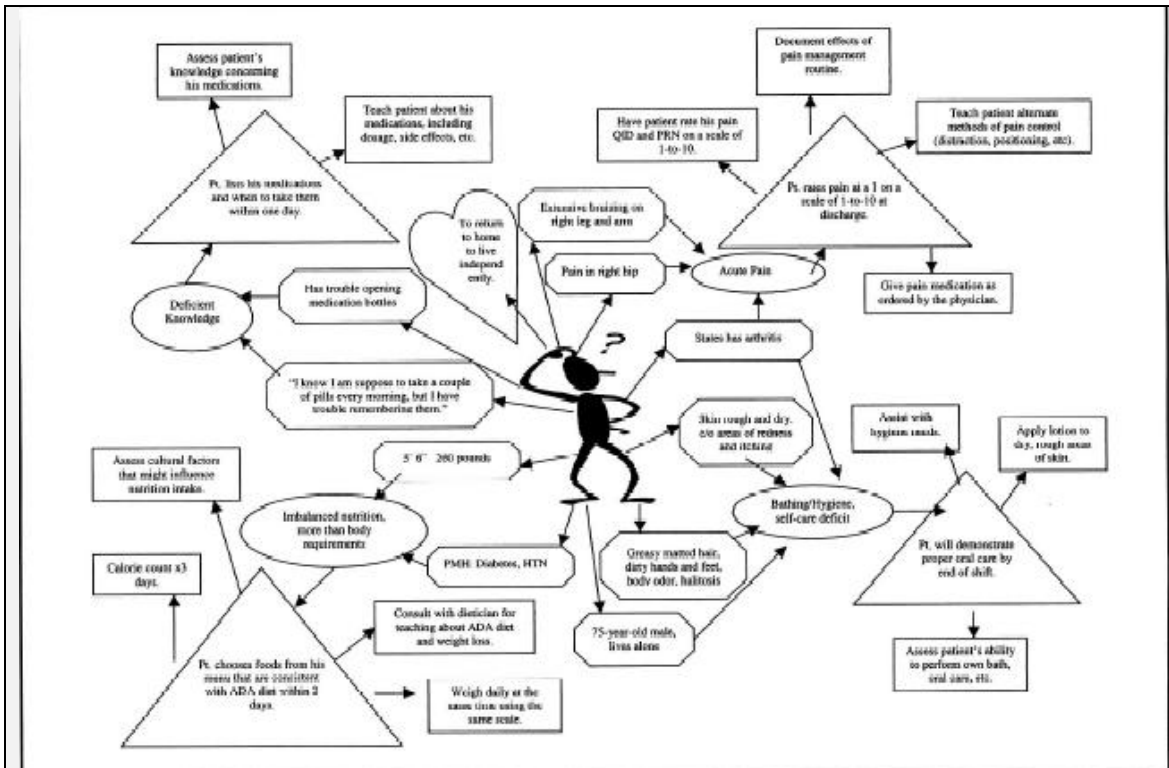 Assess patient's
knowledge concerning
his medications.
Teach patient about his
medications, including
dosage, side effects, etc.
Pt. lists his medications
and when to take them
within one day.
Deficient
Knowledge
Has trouble opening
medication bottles
"I know I am suppose to take a couple
of pills every morning, but I have
trouble remembering them."
To return
to home
to live
independ
ently.
Extensive bruising on
right leg and arm
Pain in right hip
Acute Pain
States has arthritis
Have patient rate his pain
QID and PRN on a scale of
1-to-10.
Document effects of
pain management
routine.
Teach patient alternate
methods of pain control
(distraction, positioning, etc).
Pt. rates pain at a 1 on a
scale of 1-to-10 at
discharge.
Give pain medication as
ordered by the physician.
?
Skin rough and dry,
c/o areas of redness
and itching
Assist with
hygiene needs.
Apply lotion to
dry, rough areas
of skin.
Bathing/Hygiene,
self-care deficit
Pt. will demonstrate
proper oral care by
end of shift.
Assess patient's ability
to perform own bath,
oral care, etc.
Greasy matted hair,
dirty hands and feet,
body odor, halitosis
75-year-old male,
lives alone
5' 6" 260 pounds
PMH: Diabetes, HTN
Imbalanced nutrition,
more than body
requirements
Assess cultural factors
that might influence
nutrition intake.
Calorie count x3
days.
Pt. chooses foods from his
menu that are consistent
with ADA diet within 2
days.
Consult with dietician for
teaching about ADA diet
and weight loss.
Weigh daily at the
same time using the
same scale.